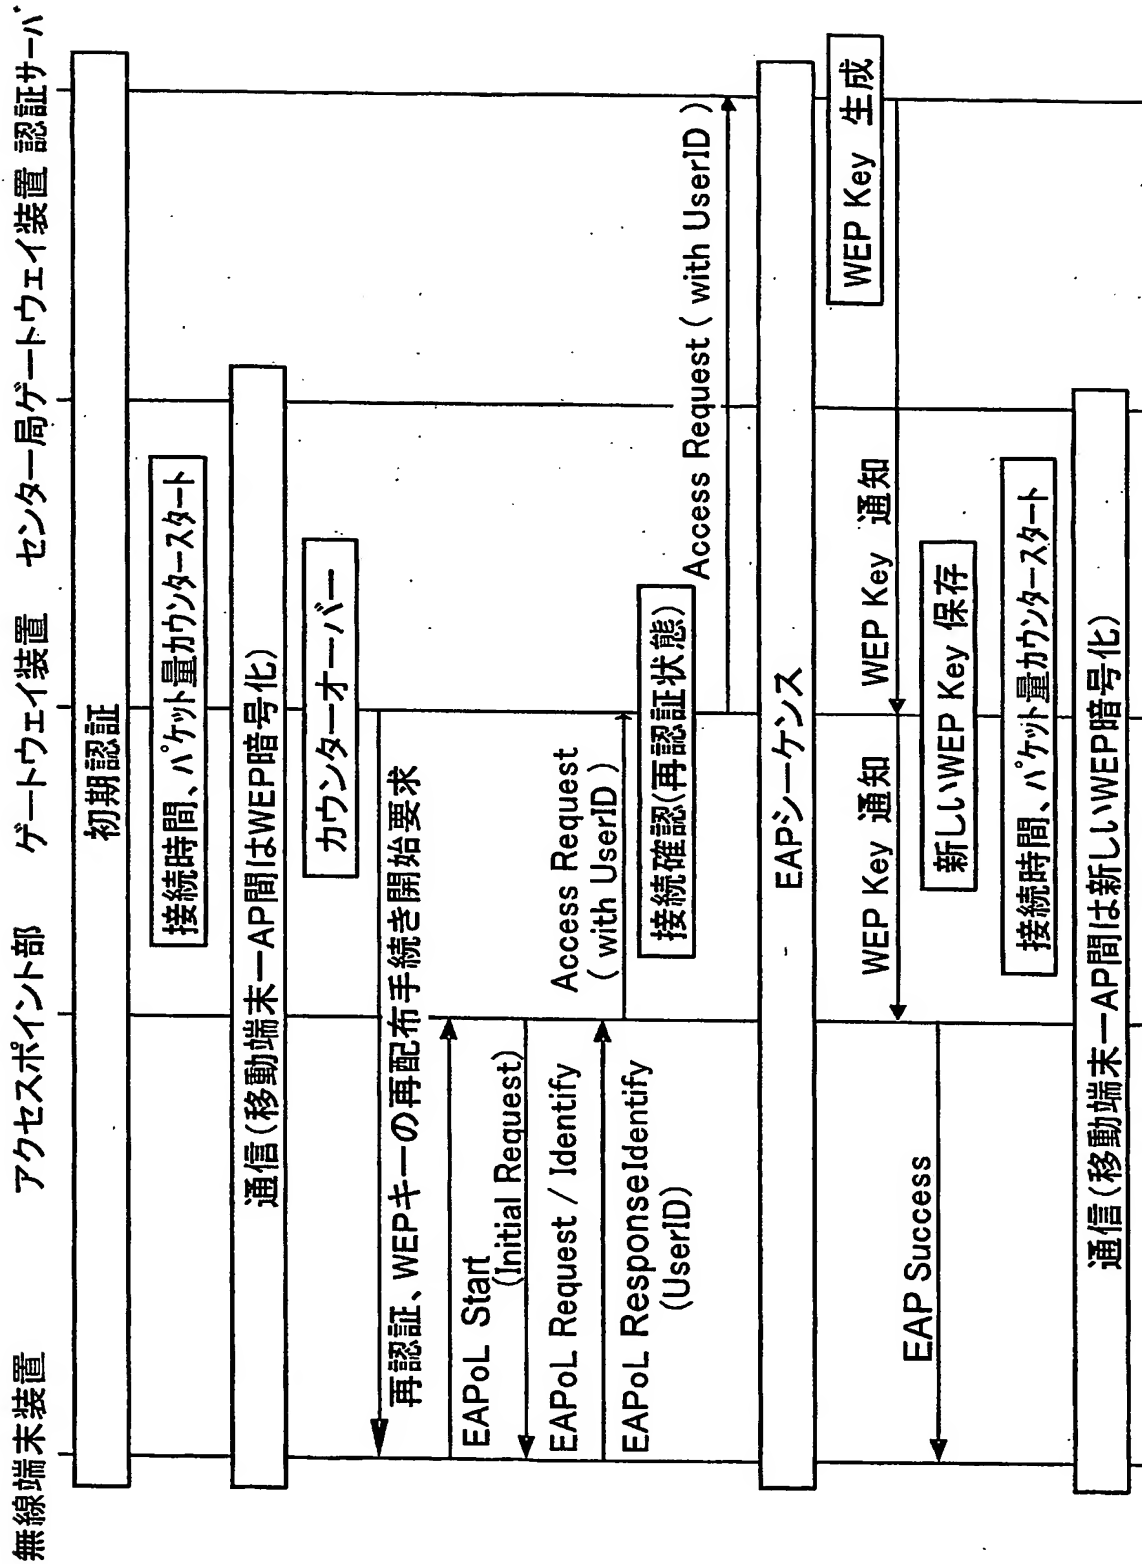 無線端末装置
アクセスポイント部
ゲートウェイ装置
センター局ゲートウェイ装置
認証サーバ
初期認証
接続時間、パケット量カウンタースタート
通信(移動端末ーAP間はWEP暗号化)
カウンターオーバー
再認証、WEPキーの再配布手続き開始要求
EAPoL Start
(Initial Request)
EAPoL Request / Identify
EAPoL ResponseIdentify
(UserID)
Access Request
( with UserID )
接続確認(再認証状態)
Access Request ( with UserID )
EAPシーケンス
WEP Key 生成
WEP Key 通知
WEP Key 通知
新しいWEP Key 保存
EAP Success
接続時間、パケット量カウンタースタート
通信(移動端末ーAP間は新しいWEP暗号化)